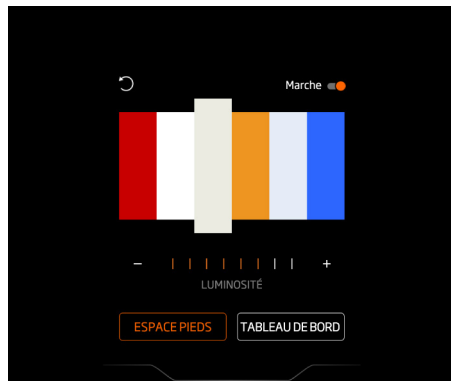 Marche
- +
LUMINOSITÉ
ESPACE PIEDS TABLEAU DE BORD